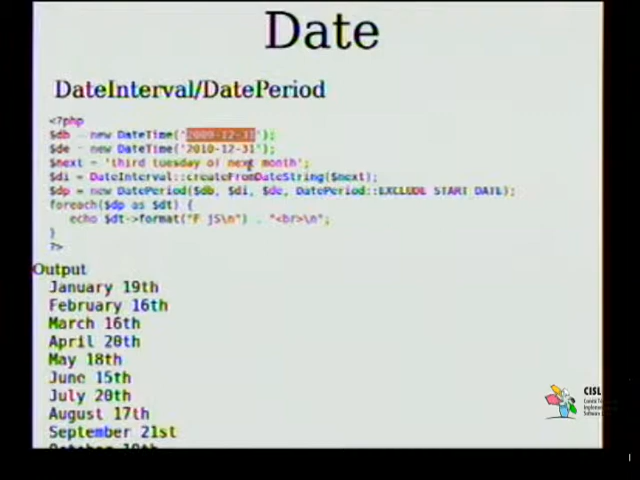 Date
DateInterval/DatePeriod
<?php
$db = new DateTime('2009-12-31');
$de = new DateTime('2010-12-31');
$next = 'third tuesday of next month';
$di = DateInterval::createFromDateString($next);
$dp = new DatePeriod($db, $di, $de, DatePeriod::EXCLUDE_START_DATE);
foreach($dp as $dt) {
echo $dt->format("F jS\n") . "<br>\n";
}
?>
Output
January 19th
February 16th
March 16th
April 20th
May 18th
June 15th
July 20th
August 17th
September 21st
October 19th
CISL